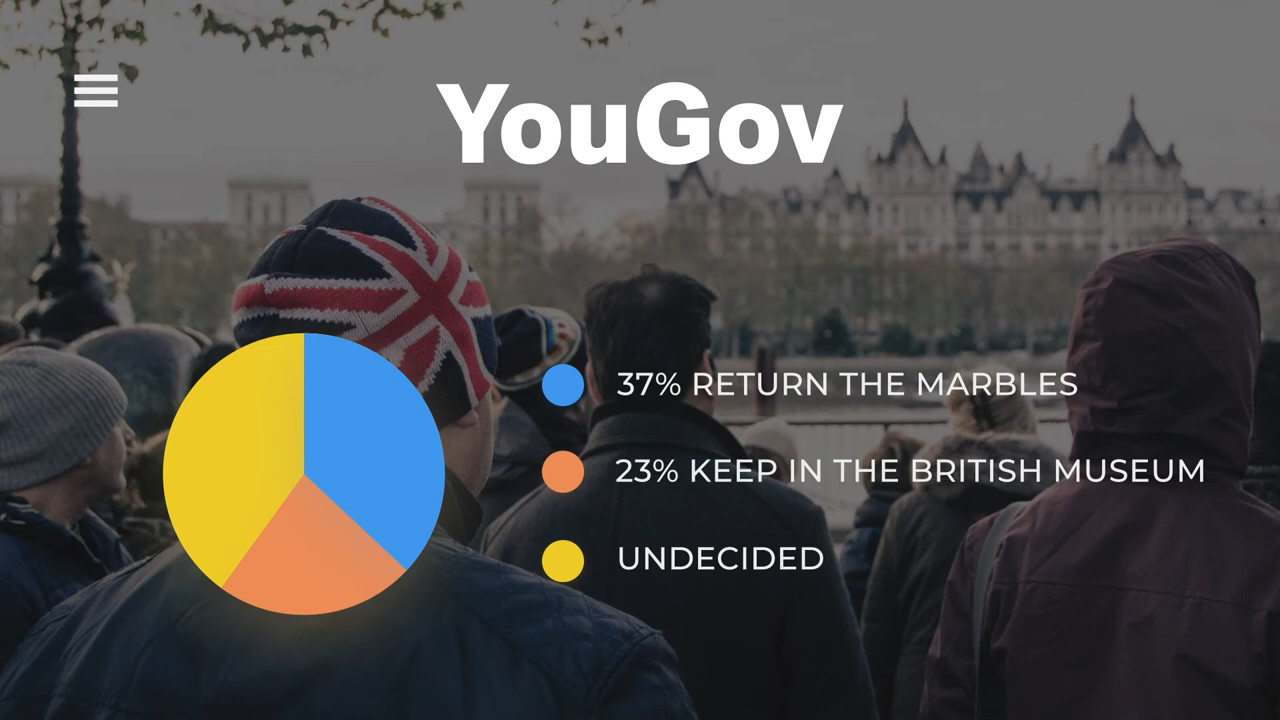 YouGov
37% RETURN THE MARBLES
23% KEEP IN THE BRITISH MUSEUM
UNDECIDED